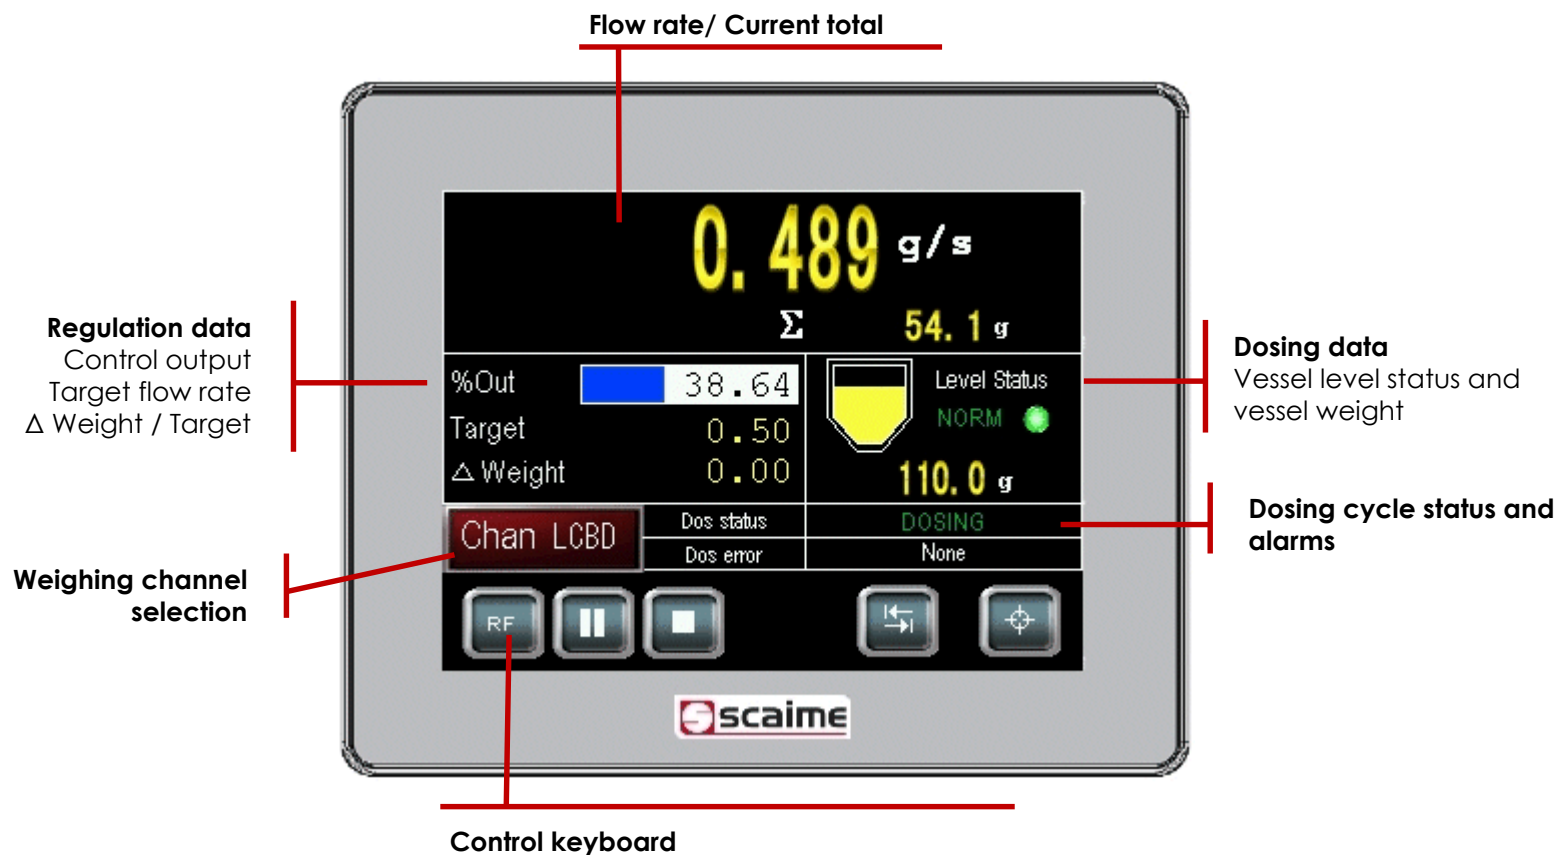 Flow rate/ Current total
0.489 g/s
Σ 54.1 g
Regulation data
Control output
Target flow rate
Δ Weight / Target
%Out 38.64
Target 0.50
Δ Weight 0.00
Level Status
NORM
110.0 g
Dosing data
Vessel level status and
vessel weight
Chan LCBD
Dos status DOSING
Dos error None
Dosing cycle status and
alarms
Weighing channel
selection
RF
scaime
Control keyboard